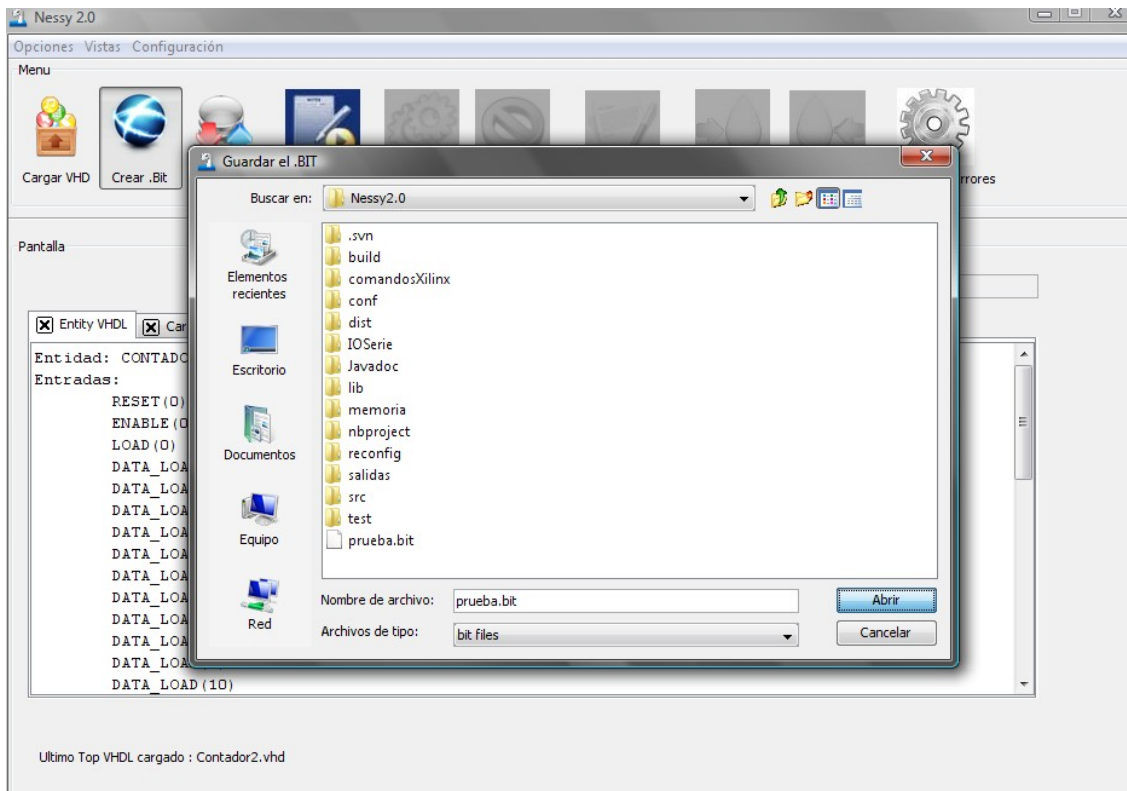 Nessy 2.0
Opciones Vistas Configuración
Menu
Cargar VHD
Crear .Bit
Guardar el .BIT
Buscar en:
Nessy2.0
Pantalla
Elementos recientes
Escritorio
Documentos
Equipo
Red
.svn
build
comandosXilinx
conf
dist
IOSerie
Javadoc
lib
memoria
nbproject
reconfig
salidas
src
test
prueba.bit
Nombre de archivo: prueba.bit
Abrir
Archivos de tipo: bit files
Cancelar
Entity VHDL
Car
Entidad: CONTADO
Entradas:
RESET(0)
ENABLE(0
LOAD(0)
DATA_LOA
DATA_LOA
DATA_LOA
DATA_LOA
DATA_LOA
DATA_LOA
DATA_LOA
DATA_LOA
DATA_LOA
DATA_LOA
DATA_LOAD(10)
Ultimo Top VHDL cargado : Contador2.vhd